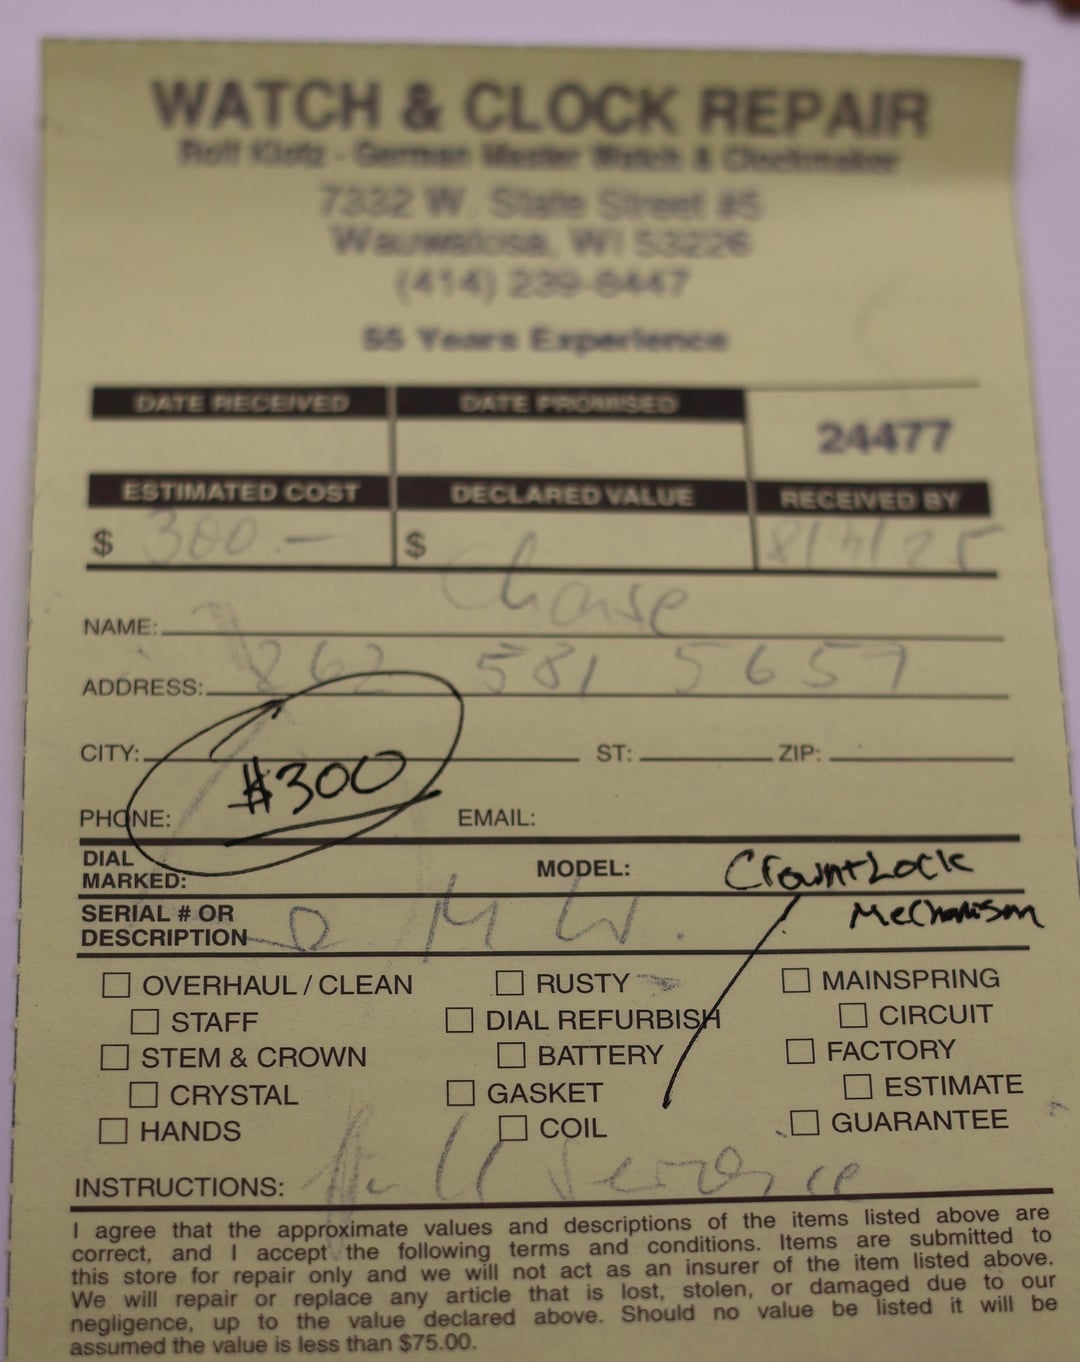 WATCH & CLOCK REPAIR
Rolf Klotz - German Master Watch & Clockmaker
7332 W. State Street #5
Wauwatosa, WI 53226
(414) 239-8447
55 Years Experience
DATE RECEIVED DATE PROMISED 24477
ESTIMATED COST DECLARED VALUE RECEIVED BY
$ 300.- $
NAME: Chase
ADDRESS: 262 581 5657
CITY: ST: ZIP:
$300
PHONE: EMAIL:
DIAL MARKED: MODEL: Crown+Lock
Mechanism
SERIAL # OR
DESCRIPTION M W.
OVERHAUL / CLEAN RUSTY MAINSPRING
STAFF DIAL REFURBISH CIRCUIT
STEM & CROWN BATTERY FACTORY
CRYSTAL GASKET ESTIMATE
HANDS COIL GUARANTEE
INSTRUCTIONS: Full Service
I agree that the approximate values and descriptions of the items listed above are
correct, and I accept the following terms and conditions. Items are submitted to
this store for repair only and we will not act as an insurer of the item listed above.
We will repair or replace any article that is lost, stolen, or damaged due to our
negligence, up to the value declared above. Should no value be listed it will be
assumed the value is less than $75.00.